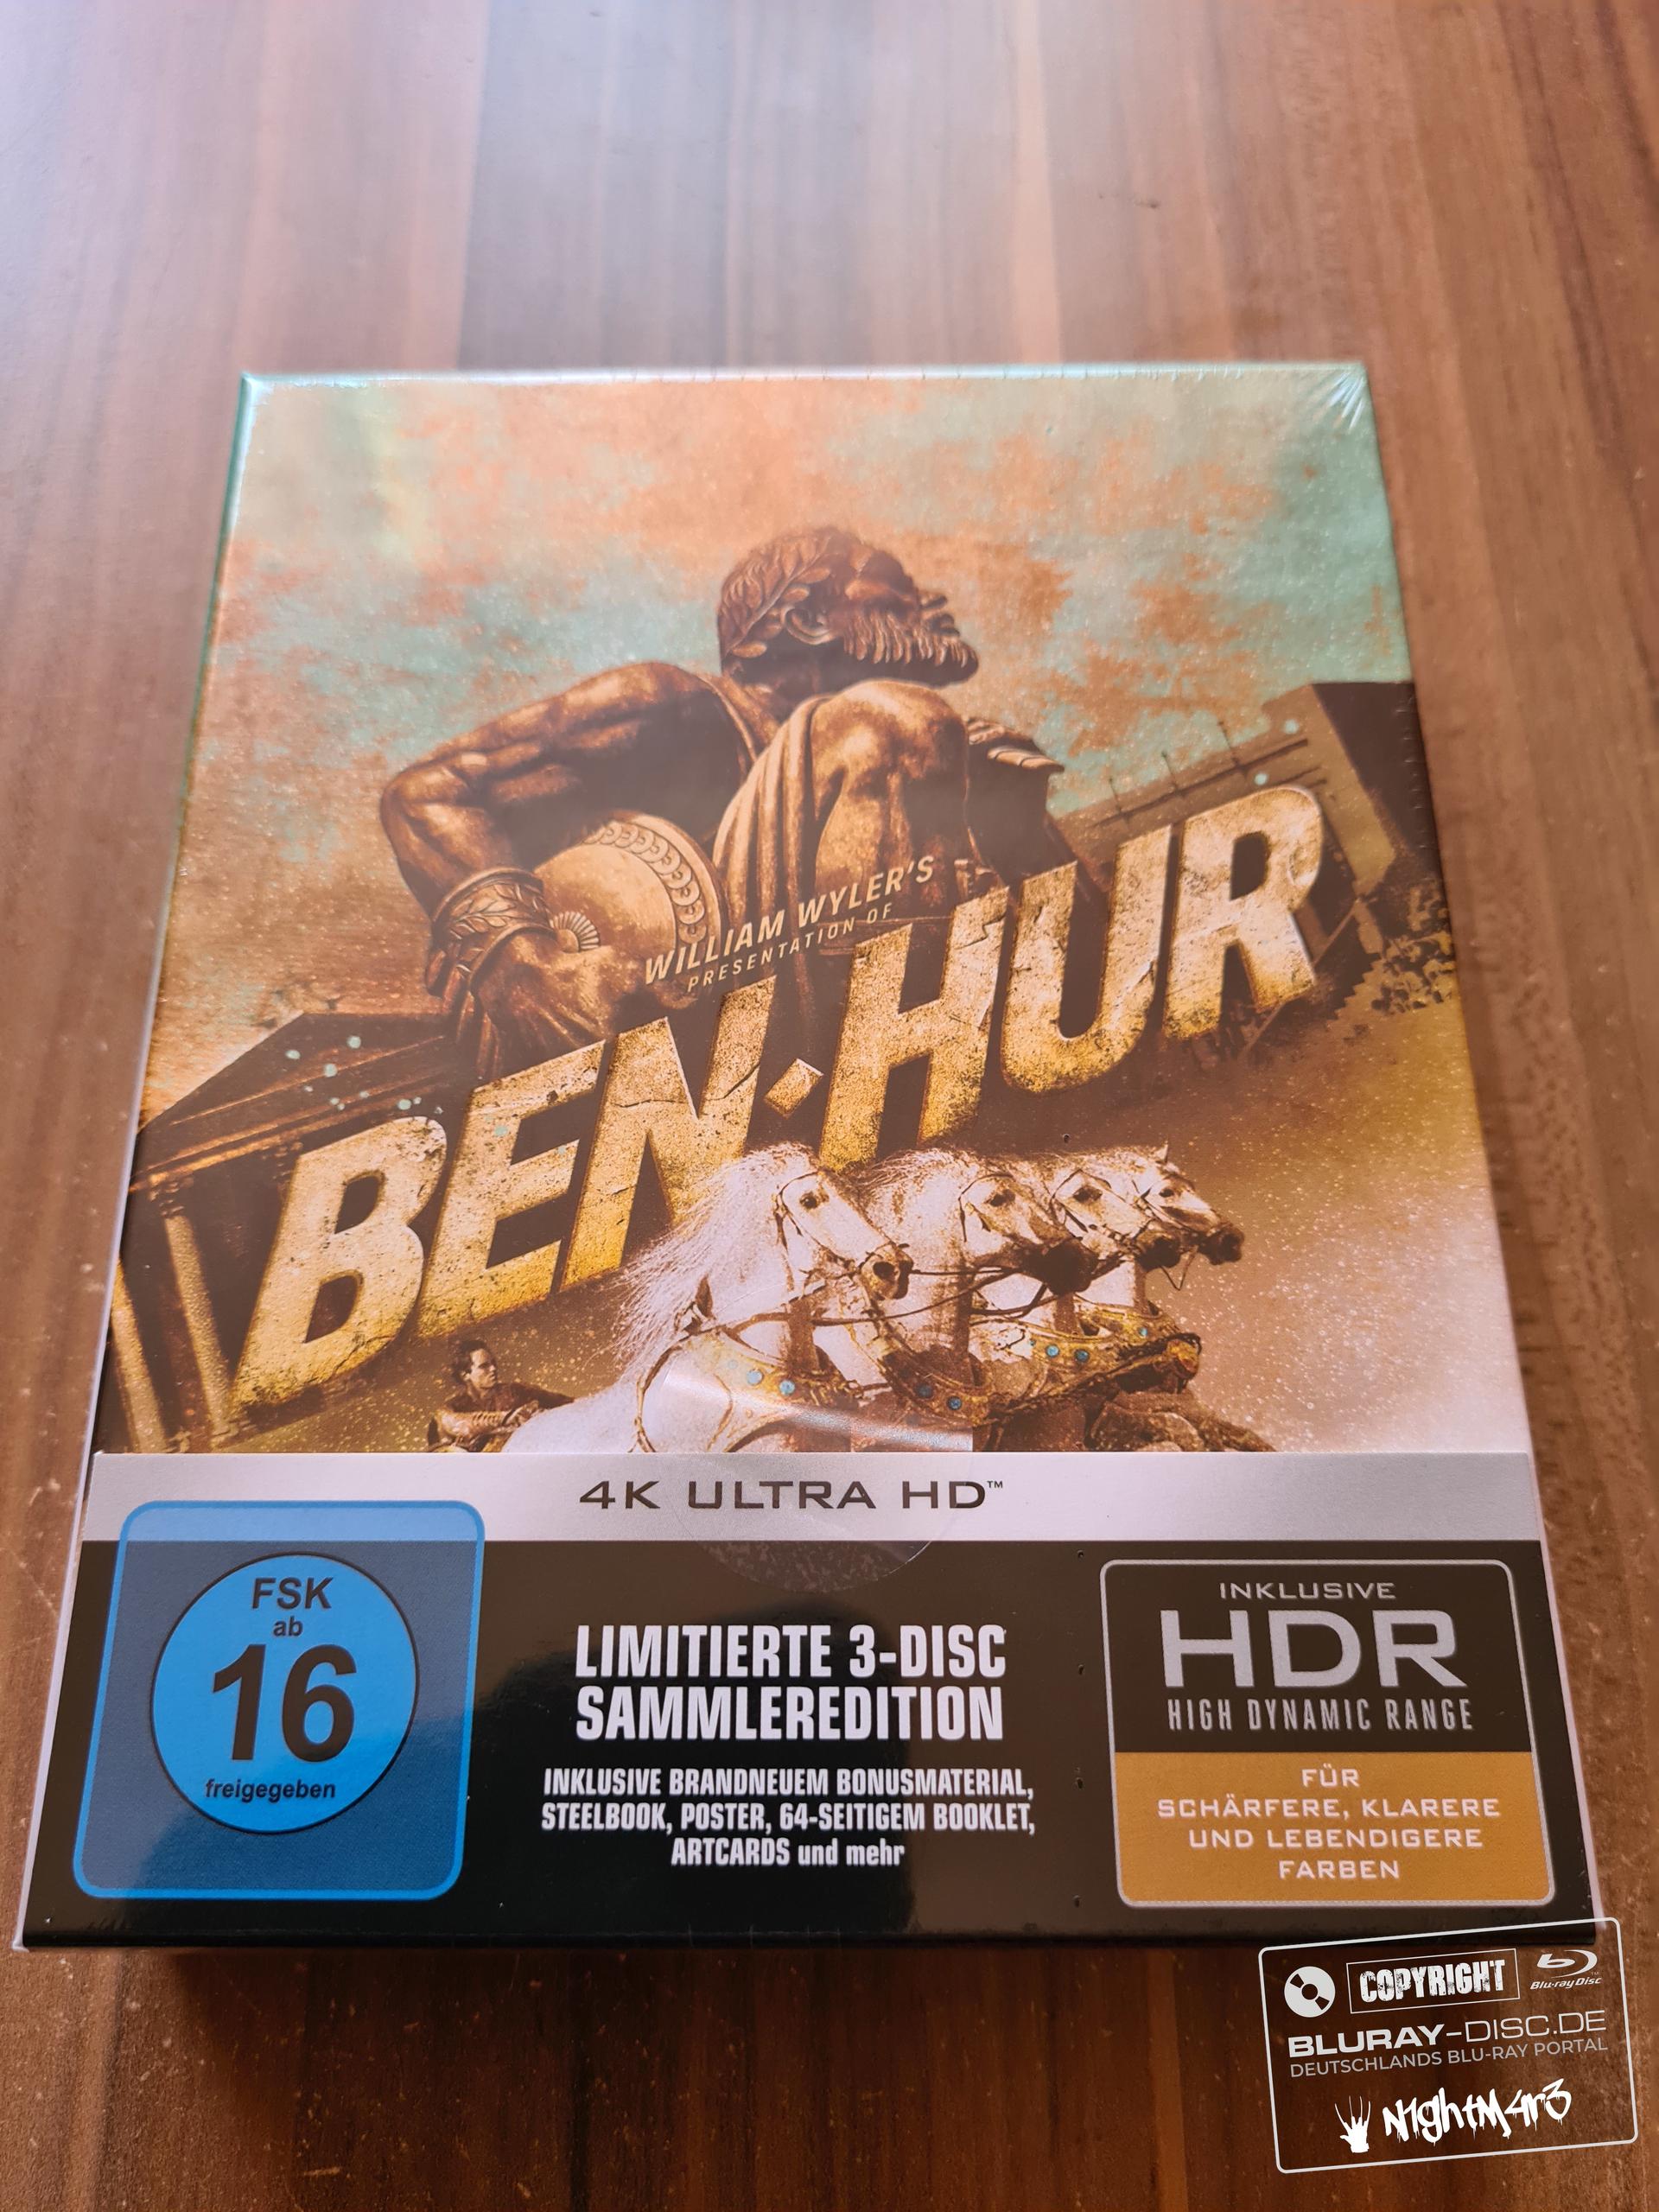 WILLIAM WYLER'S
PRESENTATION OF
BEN·HUR
4K ULTRA HD™
FSK
ab
16
freigegeben
LIMITIERTE 3-DISC
SAMMLEREDITION
INKLUSIVE BRANDNEUEM BONUSMATERIAL,
STEELBOOK, POSTER, 64-SEITIGEM BOOKLET,
ARTCARDS und mehr
INKLUSIVE
HDR
HIGH DYNAMIC RANGE
FÜR
SCHÄRFERE, KLARERE
UND LEBENDIGERE
FARBEN
COPYRIGHT
Blu-ray Disc
BLURAY-DISC.DE
DEUTSCHLANDS BLU-RAY PORTAL
N1ghtM4r3